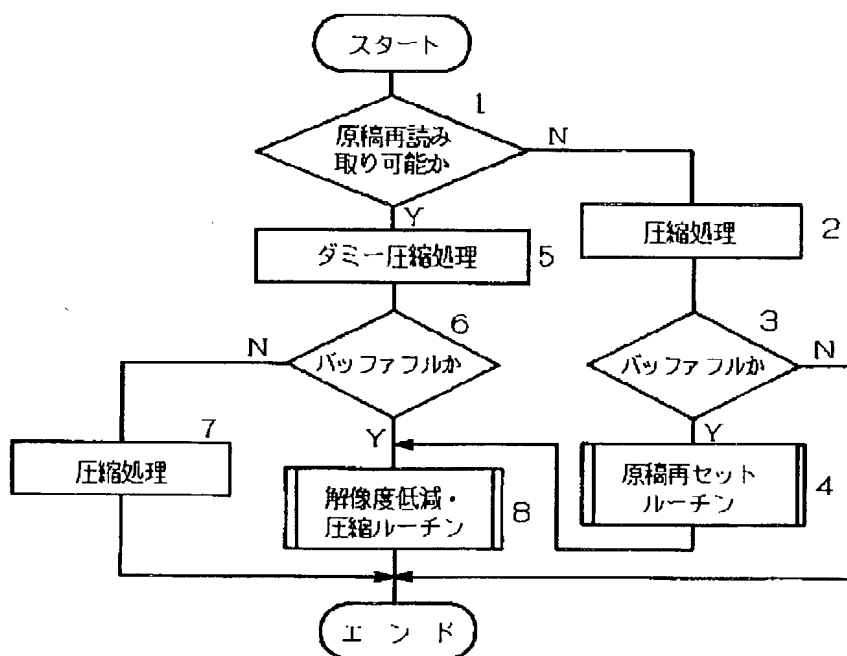 スタート
1
原稿再読み
取り可能か
N
Y
圧縮処理
2
ダミー圧縮処理
5
6
3
N
バッファフルか
バッファフルか
N
7
Y
Y
圧縮処理
解像度低減・
圧縮ルーチン
8
原稿再セット
ルーチン
4
エンド